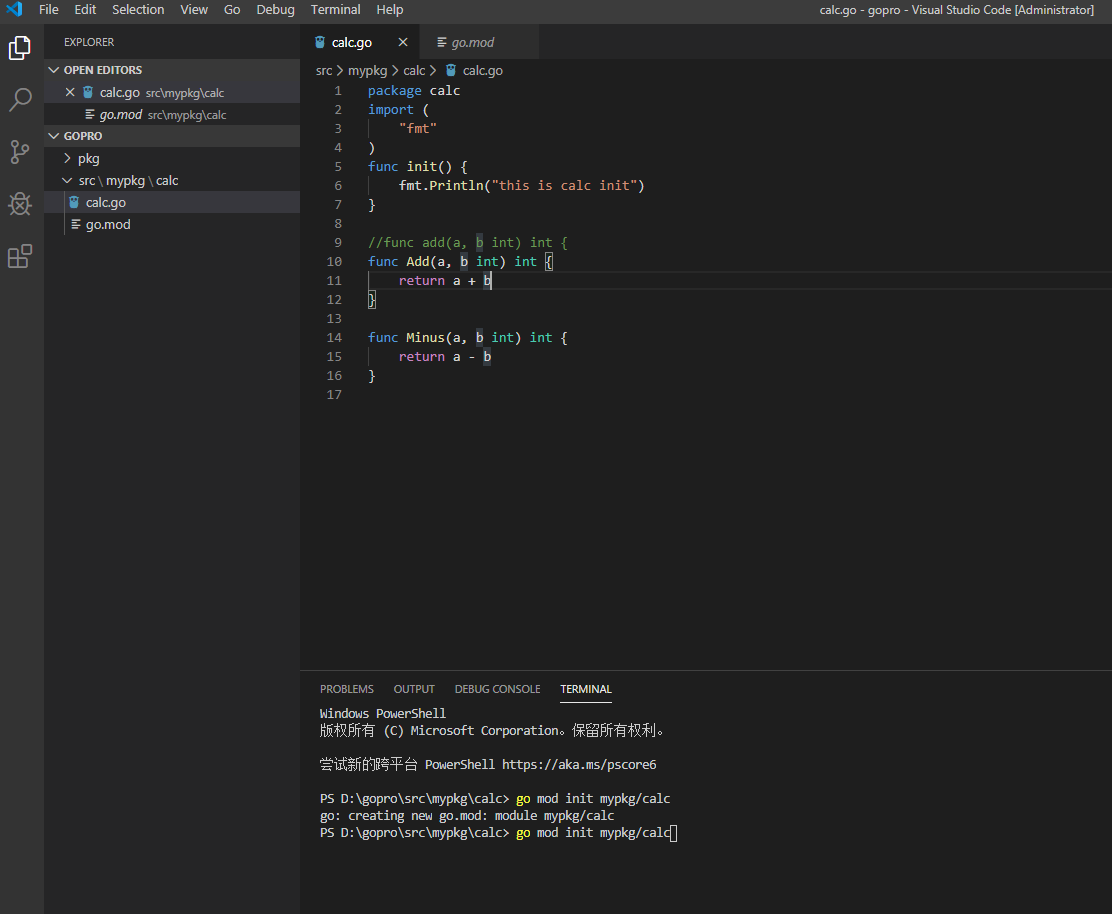 File Edit Selection View Go Debug Terminal Help calc.go - gopro - Visual Studio Code [Administrator]
EXPLORER
OPEN EDITORS
calc.go src\mypkg\calc
go.mod src\mypkg\calc
GOPRO
pkg
src \ mypkg \ calc
calc.go
go.mod
calc.go go.mod
src > mypkg > calc > calc.go
1 package calc
2 import (
3 "fmt"
4 )
5 func init() {
6 fmt.Println("this is calc init")
7 }
8
9 //func add(a, b int) int {
10 func Add(a, b int) int {
11 return a + b
12 }
13
14 func Minus(a, b int) int {
15 return a - b
16 }
17
PROBLEMS OUTPUT DEBUG CONSOLE TERMINAL
Windows PowerShell
版权所有 (C) Microsoft Corporation。保留所有权利。
尝试新的跨平台 PowerShell https://aka.ms/pscore6
PS D:\gopro\src\mypkg\calc> go mod init mypkg/calc
go: creating new go.mod: module mypkg/calc
PS D:\gopro\src\mypkg\calc> go mod init mypkg/calc